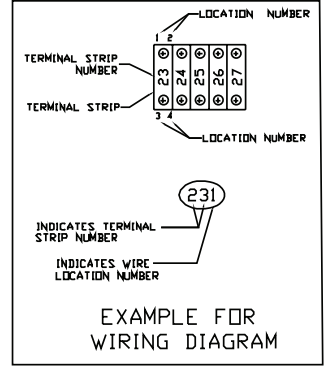 LOCATION NUMBER
1 2
TERMINAL STRIP
NUMBER
23 24 25 26 27
TERMINAL STRIP
3 4
LOCATION NUMBER
231
INDICATES TERMINAL
STRIP NUMBER
INDICATES WIRE
LOCATION NUMBER
EXAMPLE FOR
WIRING DIAGRAM